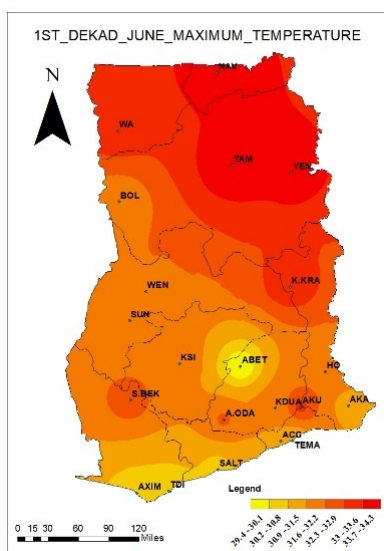 1ST_DEKAD_JUNE_MAXIMUM_TEMPERATURE
N
NAV
WA
TAM
YEN
BOL
K.KRA
WEN
SUN
KSI
ABET
HO
S.BEK
KDUA
AKU
AKA
A.ODA
ACC
TEMA
SALT
AXIM
TDI
Legend
0 15 30 60 90 120
Miles
29.4 - 30.1
30.2 - 30.8
30.9 - 31.5
31.6 - 32.2
32.3 - 32.9
33 - 33.6
33.7 - 34.3